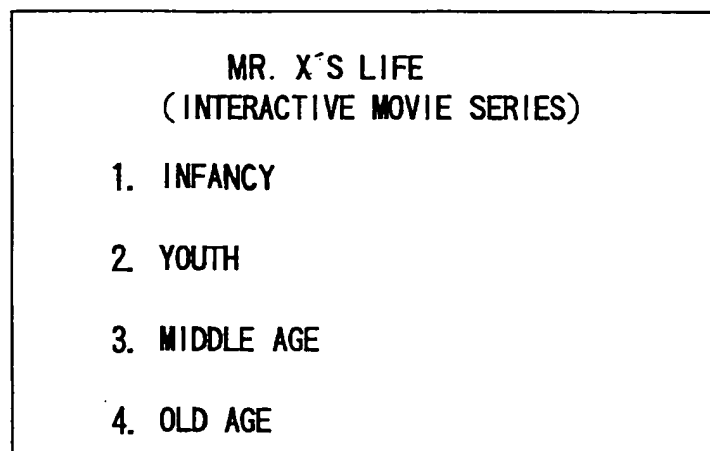 MR. X´S LIFE
(INTERACTIVE MOVIE SERIES)
1. INFANCY
2. YOUTH
3. MIDDLE AGE
4. OLD AGE